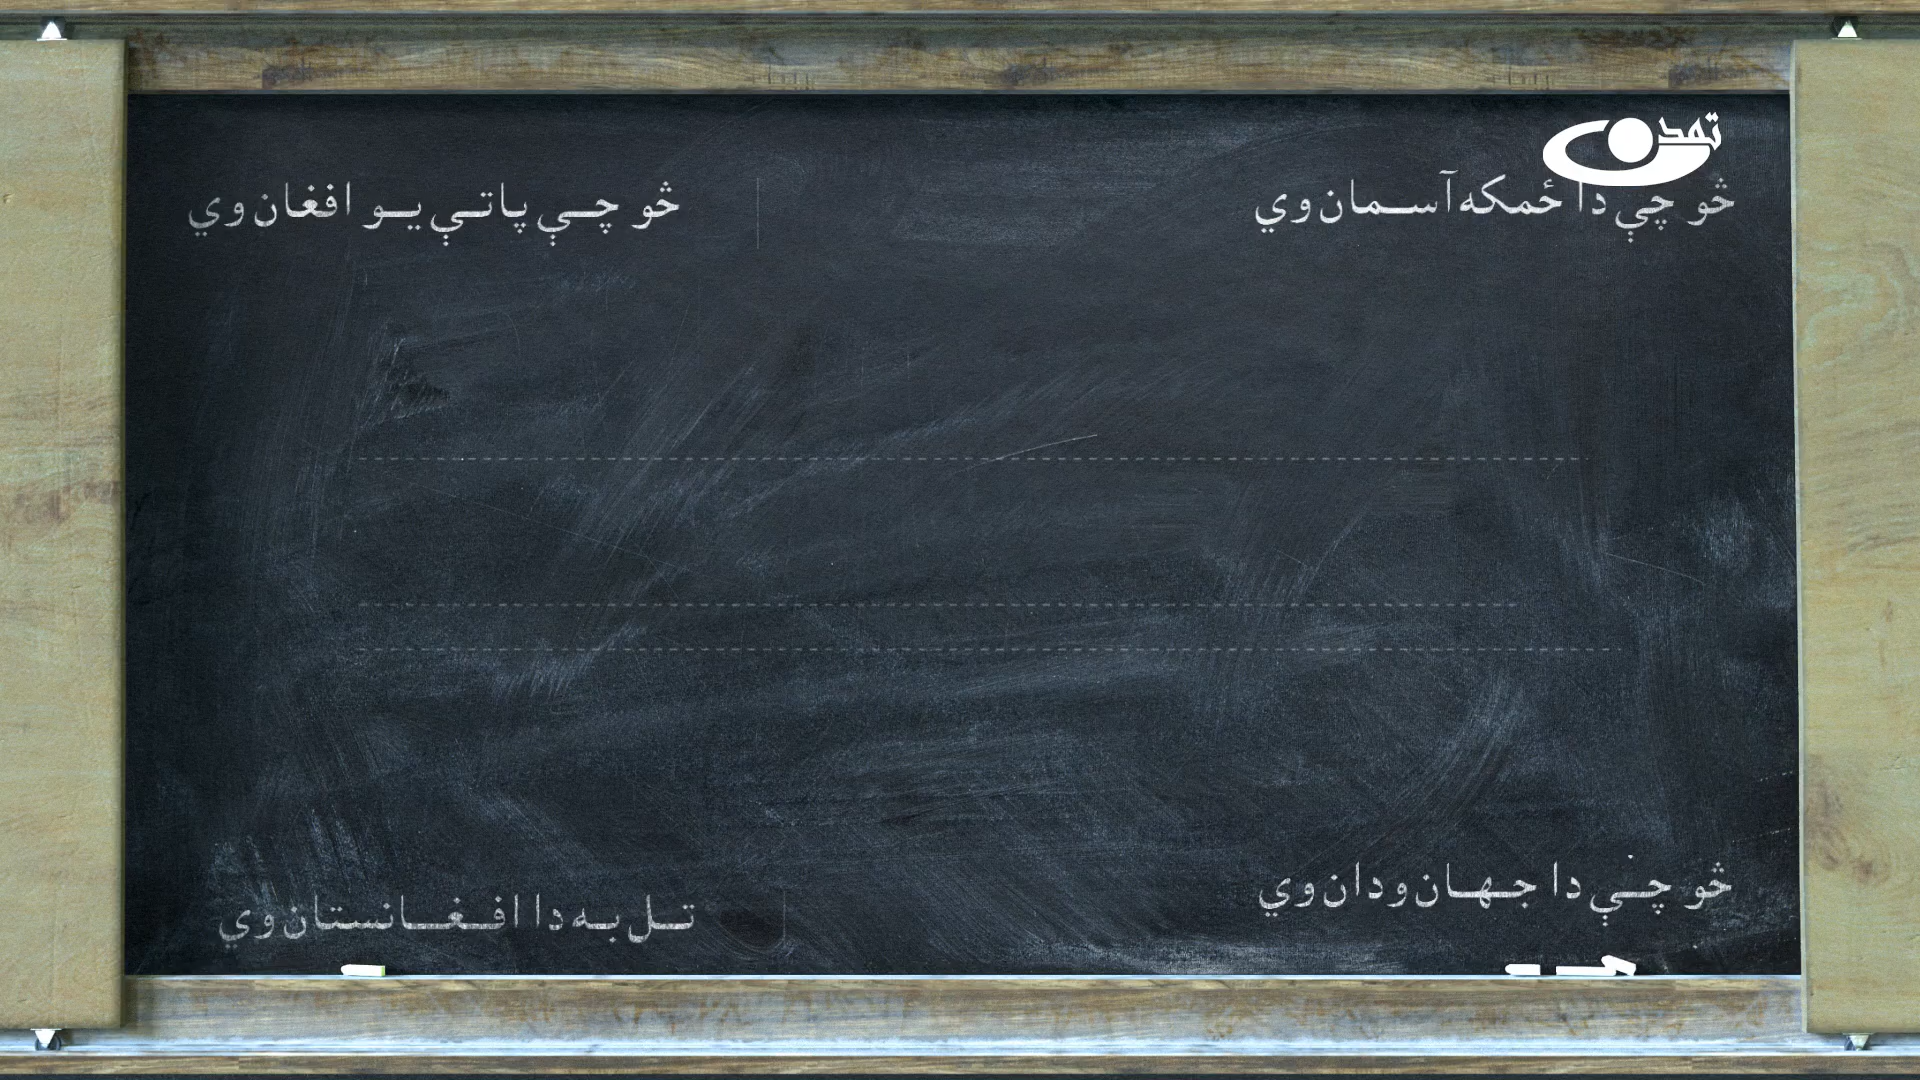 تمدن
څو چې دا ځمکه آسمان وي
څو چې پاتې يو افغان وي
څو چې دا جهان ودان وي
تل به دا افغانستان وي